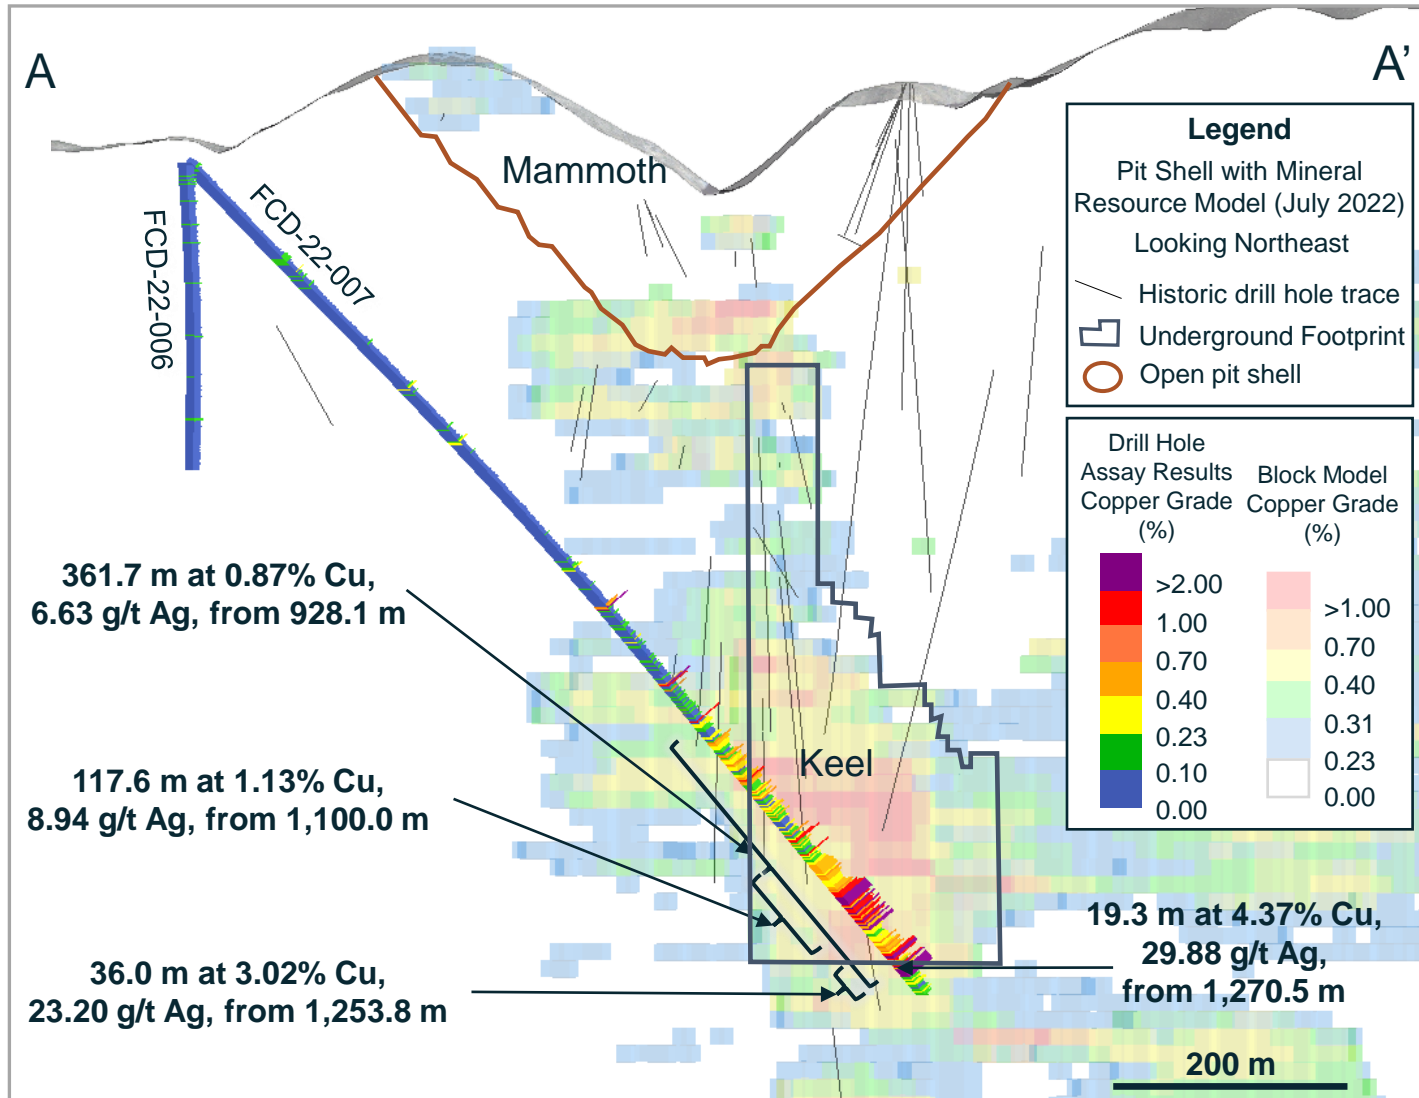 A
A’
Mammoth
FCD-22-006
FCD-22-007
Legend
Pit Shell with Mineral
Resource Model (July 2022)
Looking Northeast
Historic drill hole trace
Underground Footprint
Open pit shell
Drill Hole
Assay Results
Copper Grade
(%)
>2.00
1.00
0.70
0.40
0.23
0.10
0.00
Block Model
Copper Grade
(%)
>1.00
0.70
0.40
0.31
0.23
0.00
361.7 m at 0.87% Cu,
6.63 g/t Ag, from 928.1 m
Keel
117.6 m at 1.13% Cu,
8.94 g/t Ag, from 1,100.0 m
36.0 m at 3.02% Cu,
23.20 g/t Ag, from 1,253.8 m
19.3 m at 4.37% Cu,
29.88 g/t Ag,
from 1,270.5 m
200 m